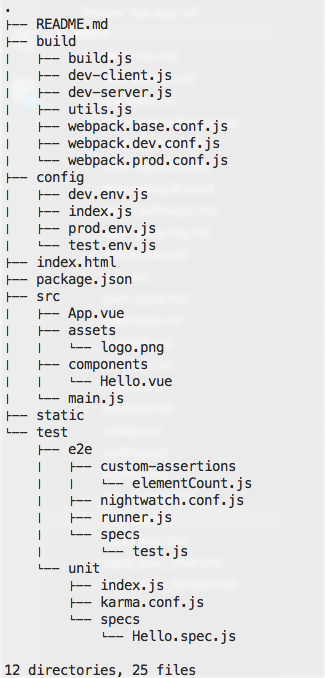 .
├── README.md
├── build
|   ├── build.js
|   ├── dev-client.js
|   ├── dev-server.js
|   ├── utils.js
|   ├── webpack.base.conf.js
|   ├── webpack.dev.conf.js
|   └── webpack.prod.conf.js
├── config
|   ├── dev.env.js
|   ├── index.js
|   ├── prod.env.js
|   └── test.env.js
├── index.html
├── package.json
├── src
|   ├── App.vue
|   ├── assets
|   |   └── logo.png
|   ├── components
|   |   └── Hello.vue
|   └── main.js
├── static
└── test
    ├── e2e
    |   ├── custom-assertions
    |   |   └── elementCount.js
    |   ├── nightwatch.conf.js
    |   ├── runner.js
    |   └── specs
    |       └── test.js
    └── unit
        ├── index.js
        ├── karma.conf.js
        └── specs
            └── Hello.spec.js

12 directories, 25 files